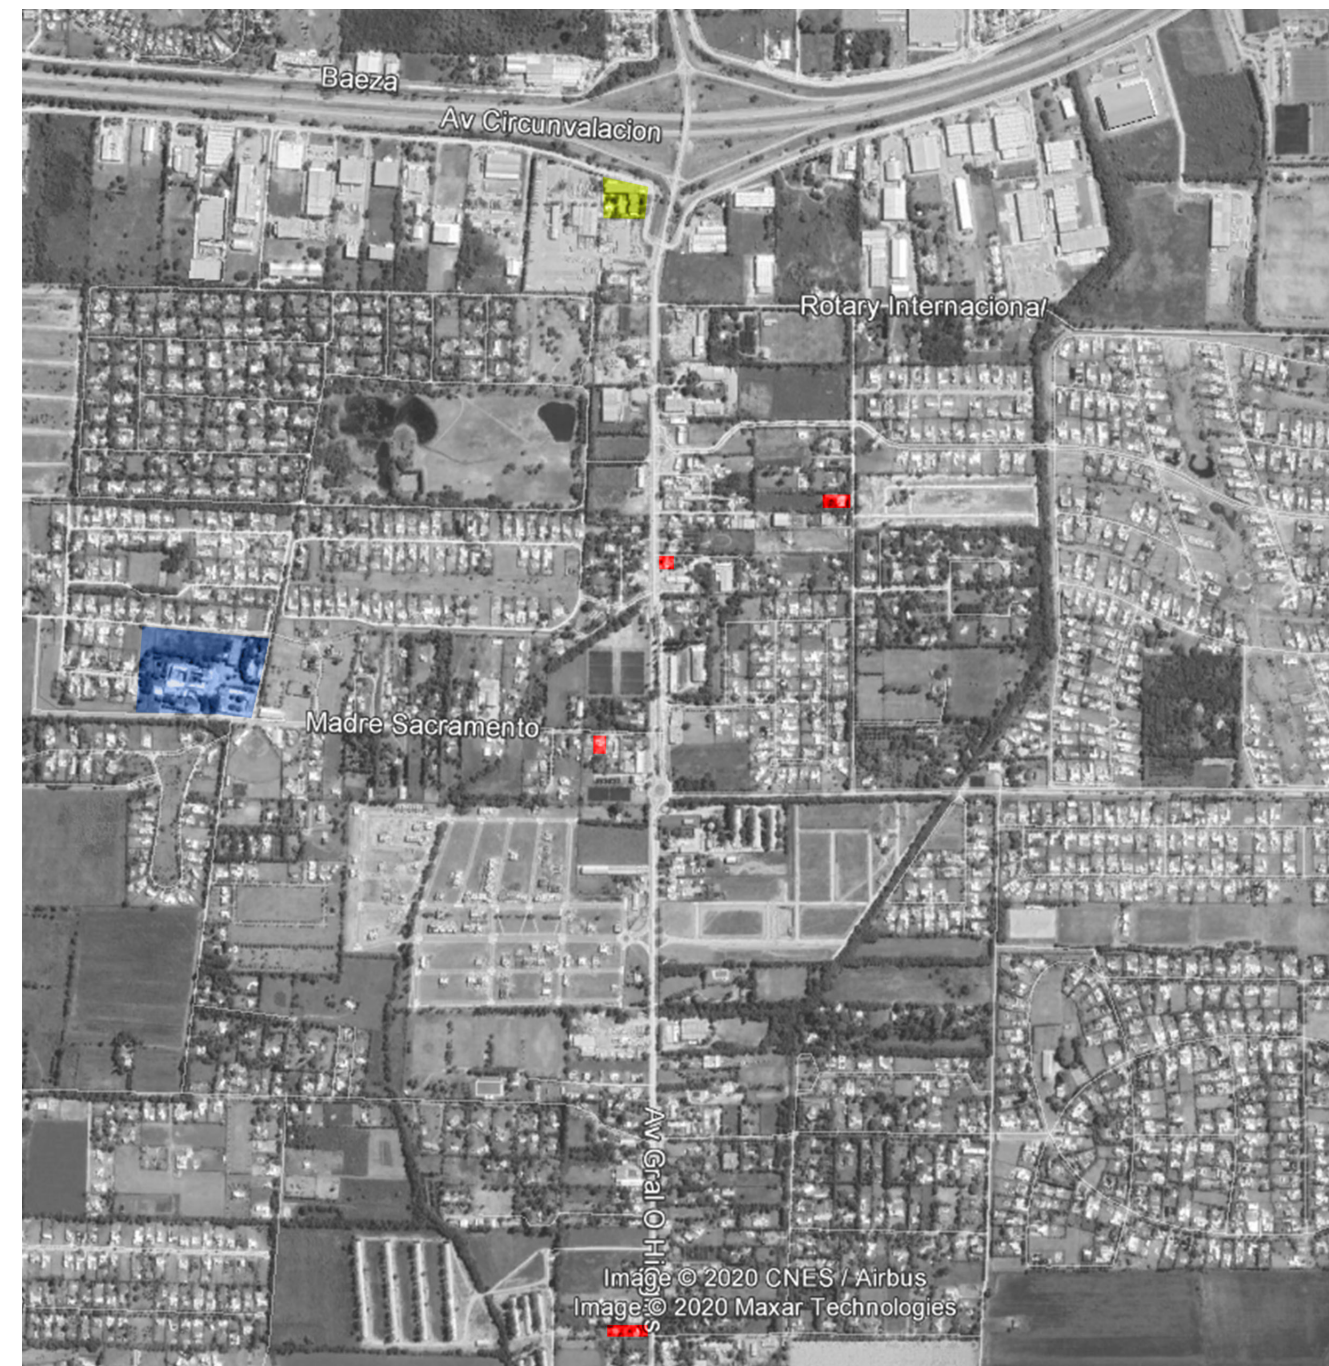 Baeza
Av Circunvalacion
Rotary Internacional
Madre Sacramento
Av Gral O Higgins
Image © 2020 CNES / Airbus
Image © 2020 Maxar Technologies